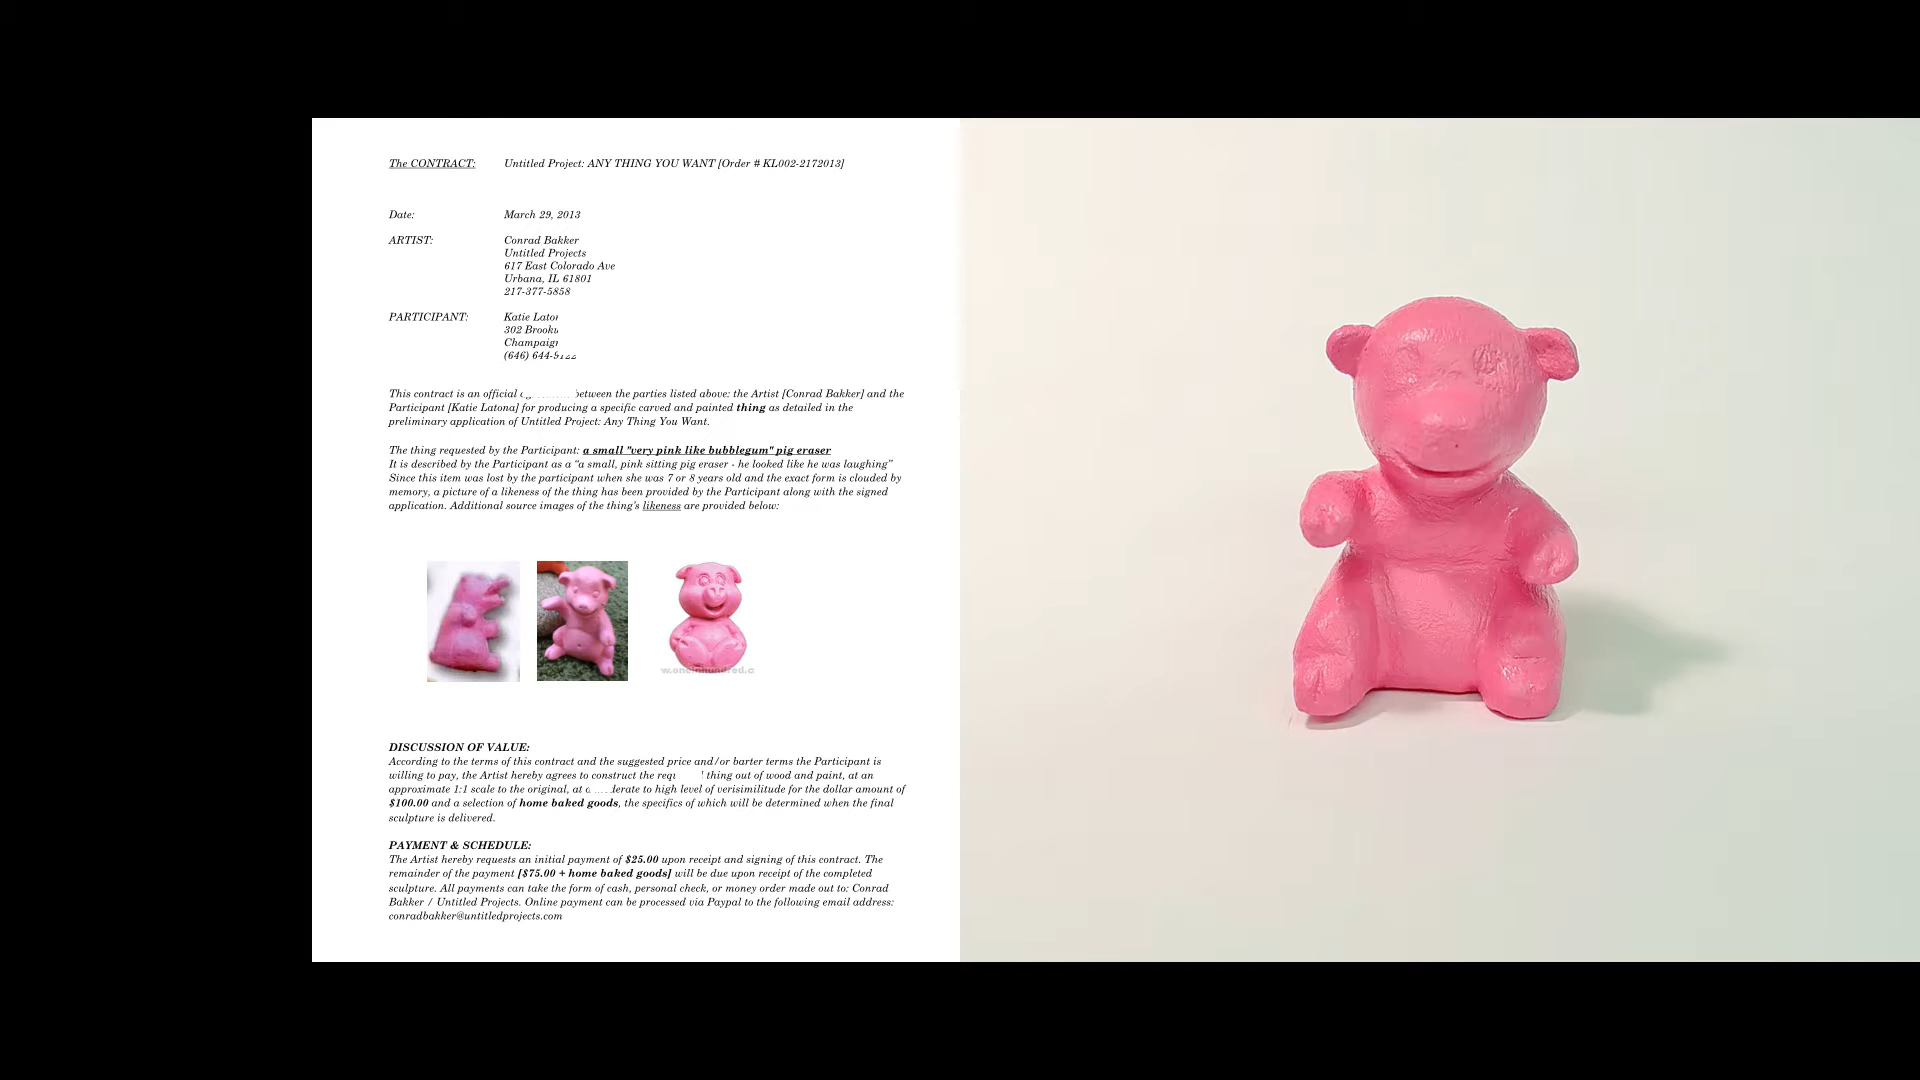 The CONTRACT: Untitled Project: ANY THING YOU WANT [Order # KL002-2172013]
Date: March 29, 2013
ARTIST: Conrad Bakker
Untitled Projects
617 East Colorado Ave
Urbana, IL 61801
217-377-5858
PARTICIPANT: Katie
302
(646)
This contract is an official between the parties listed above: the Artist [Conrad Bakker] and the
Participant [Katie Latona] for producing a specific carved and painted thing as detailed in the
preliminary application of Untitled Project: Any Thing You Want.
The thing requested by the Participant: a small "very pink like bubblegum" pig eraser
It is described by the Participant as a "a small, pink sitting pig eraser - he looked like he was laughing"
Since this item was lost by the participant when she was 7 or 8 years old and the exact form is clouded by
memory, a picture of a likeness of the thing has been provided by the Participant along with the signed
application. Additional source images of the thing's likeness are provided below:
DISCUSSION OF VALUE:
According to the terms of this contract and the suggested price and/or barter terms the Participant is
willing to pay, the Artist hereby agrees to construct the thing out of wood and paint, at an
approximate 1:1 scale to the original, at to high level of verisimilitude for the dollar amount of
$100.00 and a selection of home baked goods, the specifics of which will be determined when the final
sculpture is delivered.
PAYMENT & SCHEDULE:
The Artist hereby requests an initial payment of $25.00 upon receipt and signing of this contract. The
remainder of the payment [$75.00 + home baked goods] will be due upon receipt of the completed
sculpture. All payments can take the form of cash, personal check, or money order made out to: Conrad
Bakker / Untitled Projects. Online payment can be processed via Paypal to the following email address:
conradbakker@untitledprojects.com